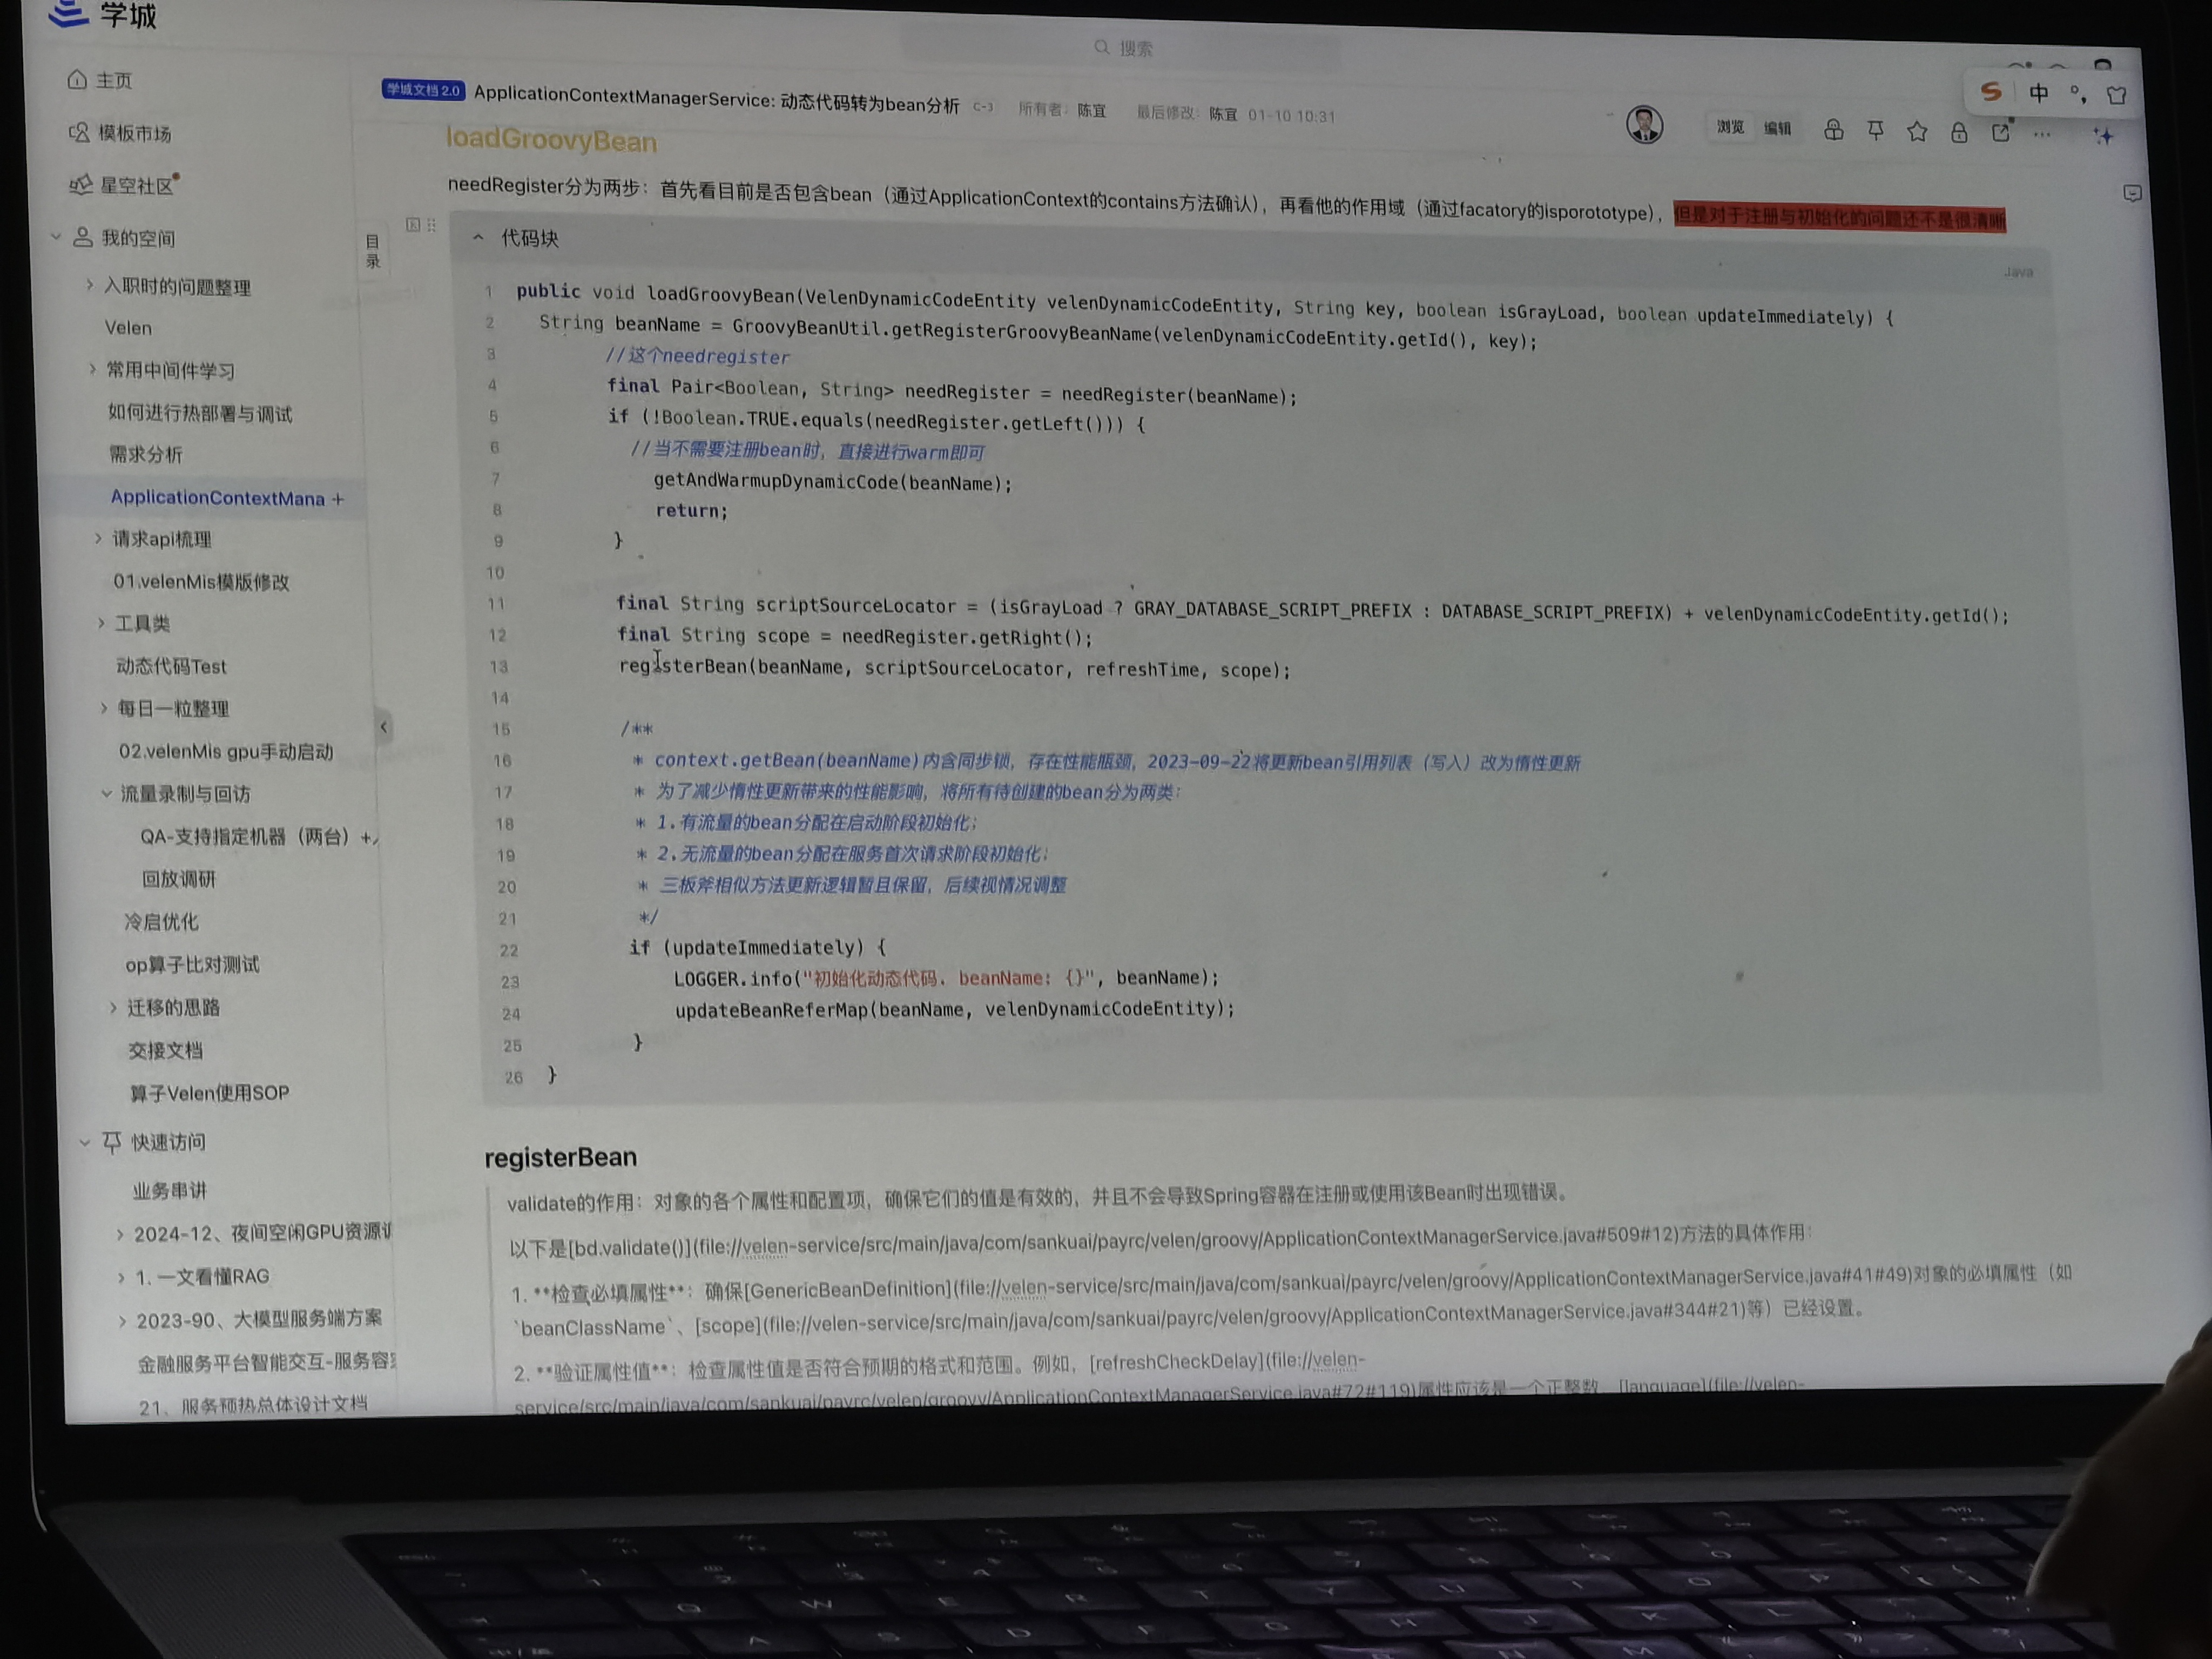 学城
搜索
主页
模板市场
星空社区
我的空间
入职时的问题整理
Velen
常用中间件学习
如何进行热部署与调试
需求分析
ApplicationContextMana +
请求api梳理
01.velenMis模版修改
工具类
动态代码Test
每日一粒整理
02.velenMis gpu手动启动
流量录制与回访
QA-支持指定机器（两台）+
回放调研
冷启优化
op算子比对测试
迁移的思路
交接文档
算子Velen使用SOP
快速访问
业务串讲
2024-12、夜间空闲GPU资源
1. 一文看懂RAG
2023-90、大模型服务端方案
金融服务平台智能交互-服务容
21、服务预热总体设计文档
目录
学城文档 2.0 ApplicationContextManagerService: 动态代码转为bean分析 C-3 所有者：陈宜 最后修改：陈宜 01-10 10:31
浏览 编辑
中
loadGroovyBean
needRegister分为两步：首先看目前是否包含bean（通过ApplicationContext的contains方法确认），再看他的作用域（通过facatory的isporototype），但是对于注册与初始化的问题还不是很清晰
代码块
Java
1 public void loadGroovyBean(VelenDynamicCodeEntity velenDynamicCodeEntity, String key, boolean isGrayLoad, boolean updateImmediately) {
2 String beanName = GroovyBeanUtil.getRegisterGroovyBeanName(velenDynamicCodeEntity.getId(), key);
3 //这个needregister
4 final Pair<Boolean, String> needRegister = needRegister(beanName);
5 if (!Boolean.TRUE.equals(needRegister.getLeft())) {
6 //当不需要注册bean时，直接进行warm即可
7 getAndWarmupDynamicCode(beanName);
8 return;
9 }
10
11 final String scriptSourceLocator = (isGrayLoad ? GRAY_DATABASE_SCRIPT_PREFIX : DATABASE_SCRIPT_PREFIX) + velenDynamicCodeEntity.getId();
12 final String scope = needRegister.getRight();
13 registerBean(beanName, scriptSourceLocator, refreshTime, scope);
14
15 /**
16 * context.getBean(beanName)内含同步锁，存在性能瓶颈，2023-09-22将更新bean引用列表（写入）改为惰性更新
17 * 为了减少惰性更新带来的性能影响，将所有待创建的bean分为两类：
18 * 1.有流量的bean分配在启动阶段初始化；
19 * 2.无流量的bean分配在服务首次请求阶段初始化；
20 * 三板斧相似方法更新逻辑暂且保留，后续视情况调整
21 */
22 if (updateImmediately) {
23 LOGGER.info("初始化动态代码. beanName: {}", beanName);
24 updateBeanReferMap(beanName, velenDynamicCodeEntity);
25 }
26 }
registerBean
validate的作用：对象的各个属性和配置项，确保它们的值是有效的，并且不会导致Spring容器在注册或使用该Bean时出现错误。
以下是[bd.validate()](file://velen-service/src/main/java/com/sankuai/payrc/velen/groovy/ApplicationContextManagerService.java#509#12)方法的具体作用：
1. **检查必填属性**：确保[GenericBeanDefinition](file://velen-service/src/main/java/com/sankuai/payrc/velen/groovy/ApplicationContextManagerService.java#41#49)对象的必填属性（如
`beanClassName`、[scope](file://velen-service/src/main/java/com/sankuai/payrc/velen/groovy/ApplicationContextManagerService.java#344#21)等）已经设置。
2. **验证属性值**：检查属性值是否符合预期的格式和范围。例如，[refreshCheckDelay](file://velen-
service/src/main/java/com/sankuai/payrc/velen/groovy/ApplicationContextManagerService.java#72#119)属性应该是一个正整数，[language](file://velen-